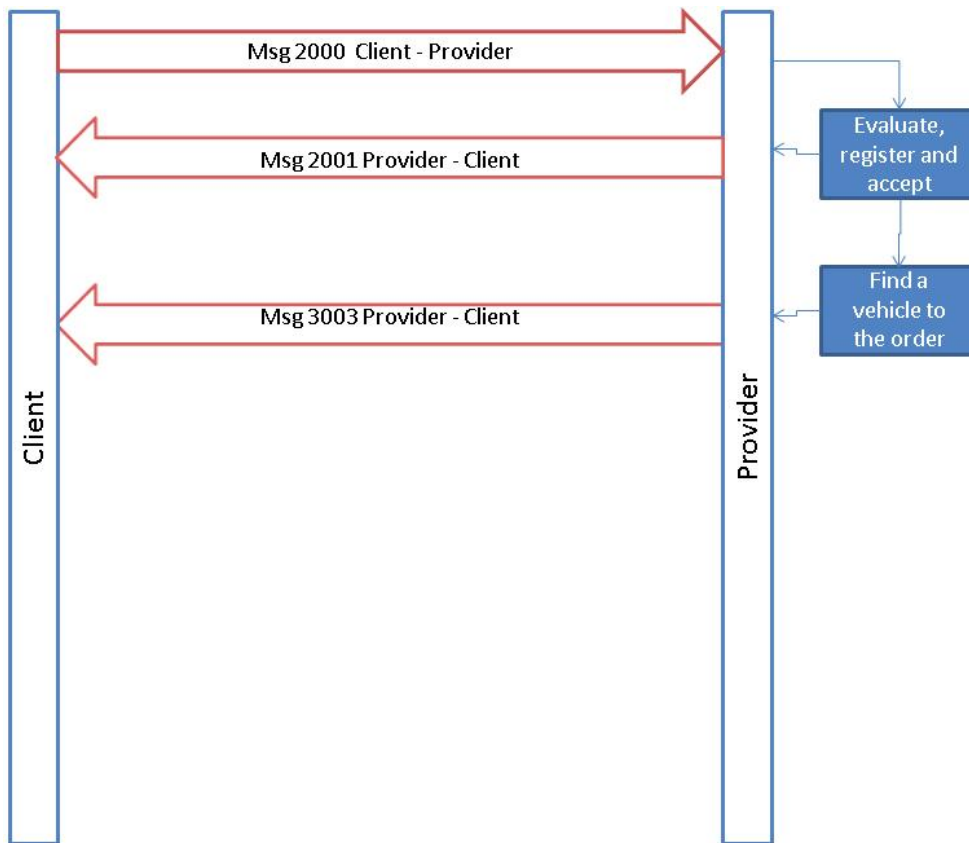 Msg 2000  Client - Provider
Evaluate,
register and
accept
Msg 2001 Provider - Client
Find a
vehicle to
the order
Msg 3003 Provider - Client
Client
Provider